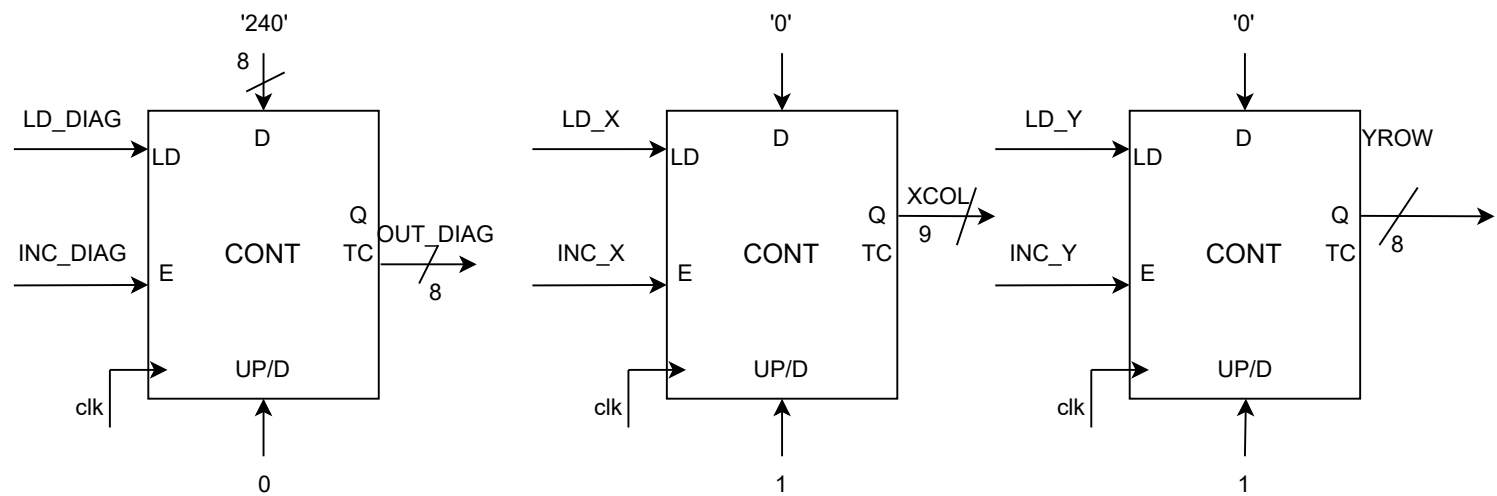 '240'
8
LD_DIAG
D
LD
Q
OUT_DIAG
INC_DIAG
CONT
TC
E
8
UP/D
clk
0
'0'
LD_X
D
LD
XCOL
Q
9
INC_X
CONT
TC
E
UP/D
clk
1
'0'
LD_Y
D
YROW
LD
Q
8
INC_Y
CONT
TC
E
UP/D
clk
1